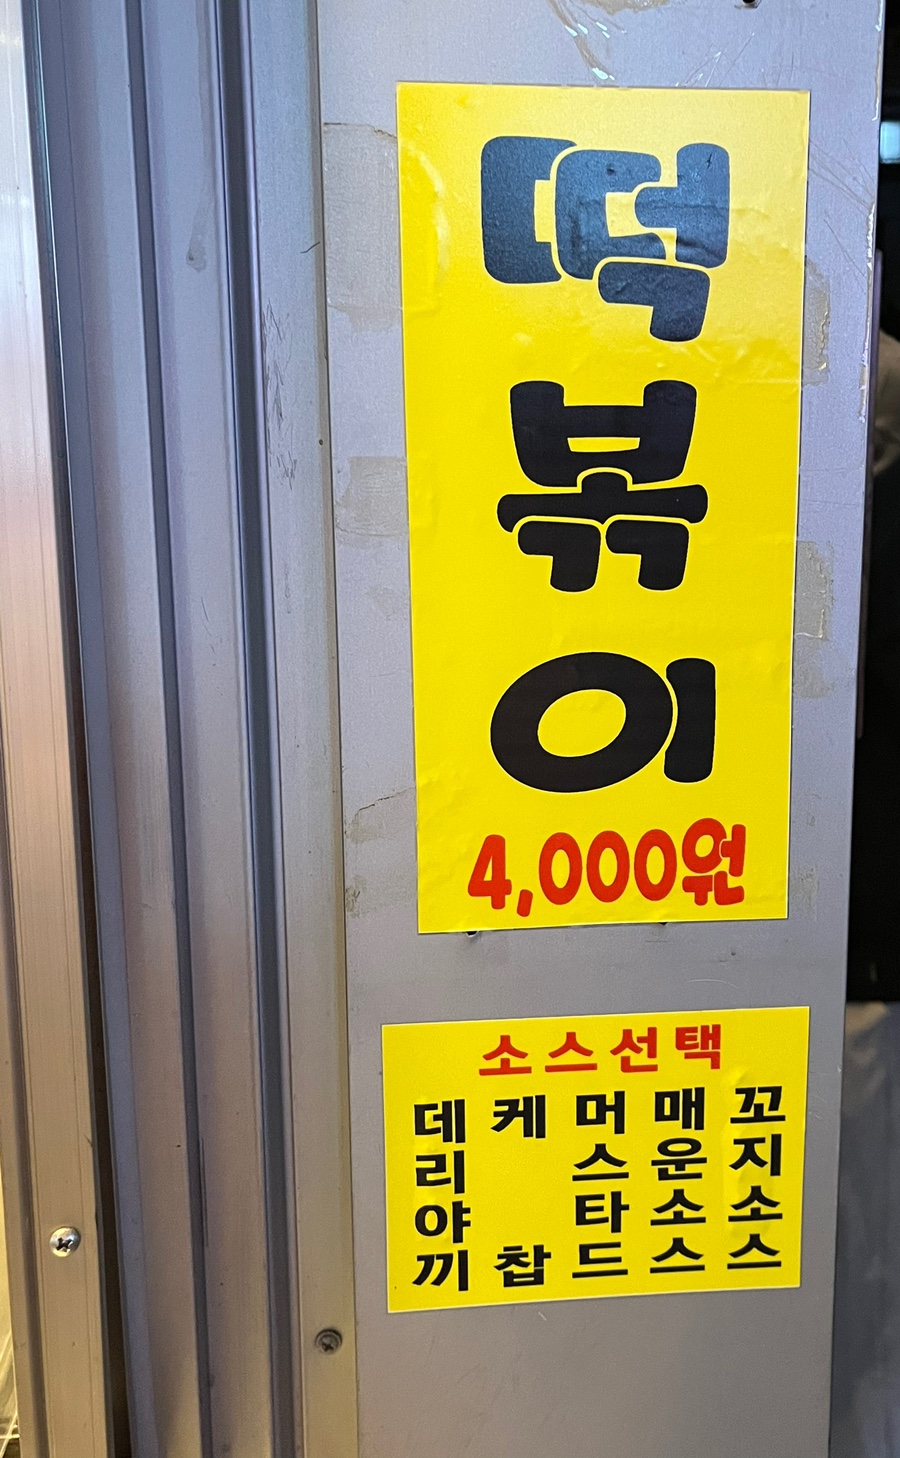 떡볶이
4,000원
소스선택
데리야끼
케찹
머스타드
매운소스
꼬지소스